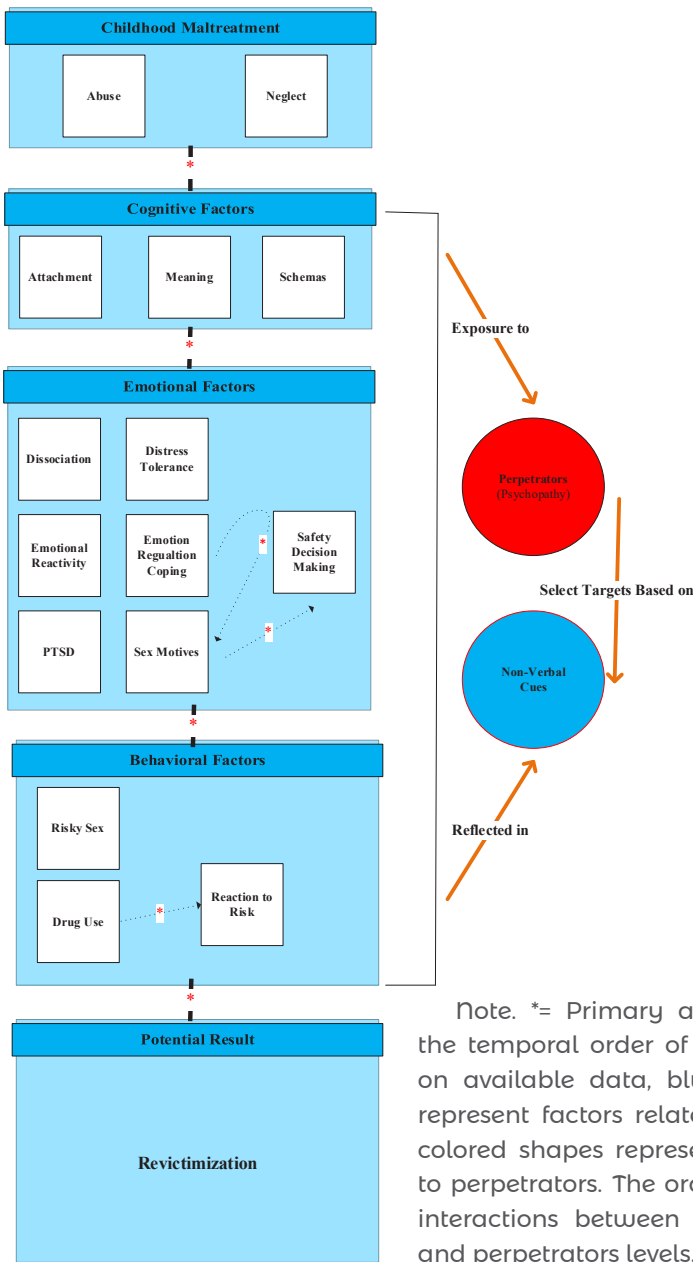 Childhood Maltreatment
Abuse
Neglect
*
Cognitive Factors
Attachment
Meaning
Schemas
*
Emotional Factors
Dissociation
Distress
Tolerance
Emotional
Reactivity
Emotion
Regualtion
Coping
*
Safety
Decision
Making
PTSD
Sex Motives
*
*
Behavioral Factors
Risky Sex
Drug Use
*
Reaction to
Risk
*
Potential Result
Revictimization
Exposure to
Perpetrators
(Psychopathy)
Select Targets Based on
Non-Verbal
Cues
Reflected in
Note. *= Primary a
the temporal order of
on available data, blu
represent factors relate
colored shapes represe
to perpetrators. The ora
interactions between
and perpetrators levels.